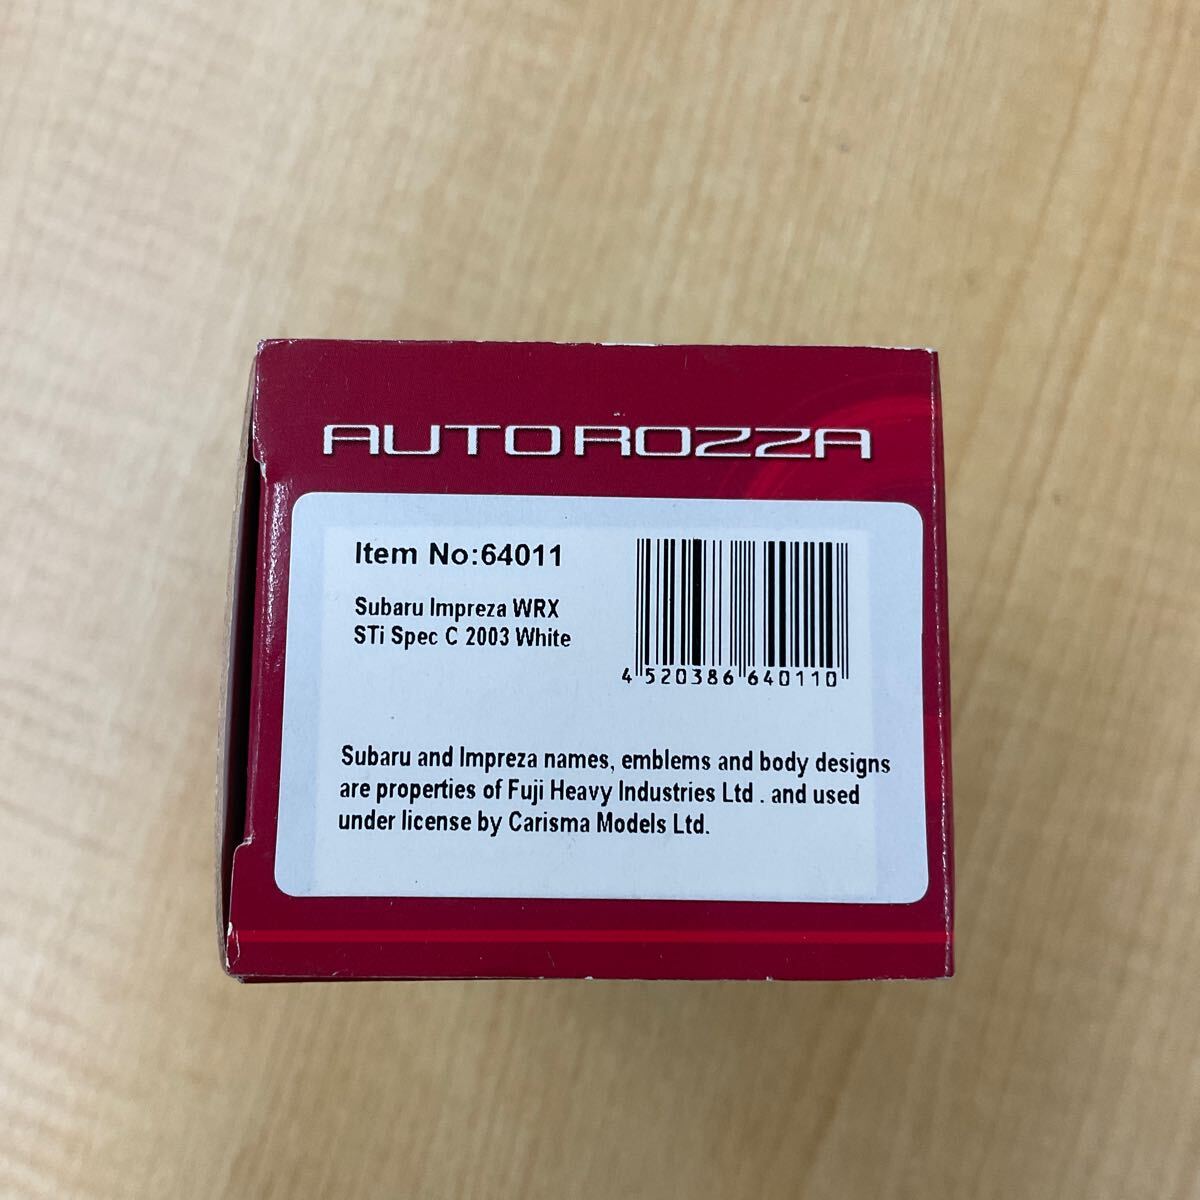 AUTOROZZA
Item No:64011
Subaru Impreza WRX
STi Spec C 2003 White
4 520386 640110
Subaru and Impreza names, emblems and body designs
are properties of Fuji Heavy Industries Ltd . and used
under license by Carisma Models Ltd.